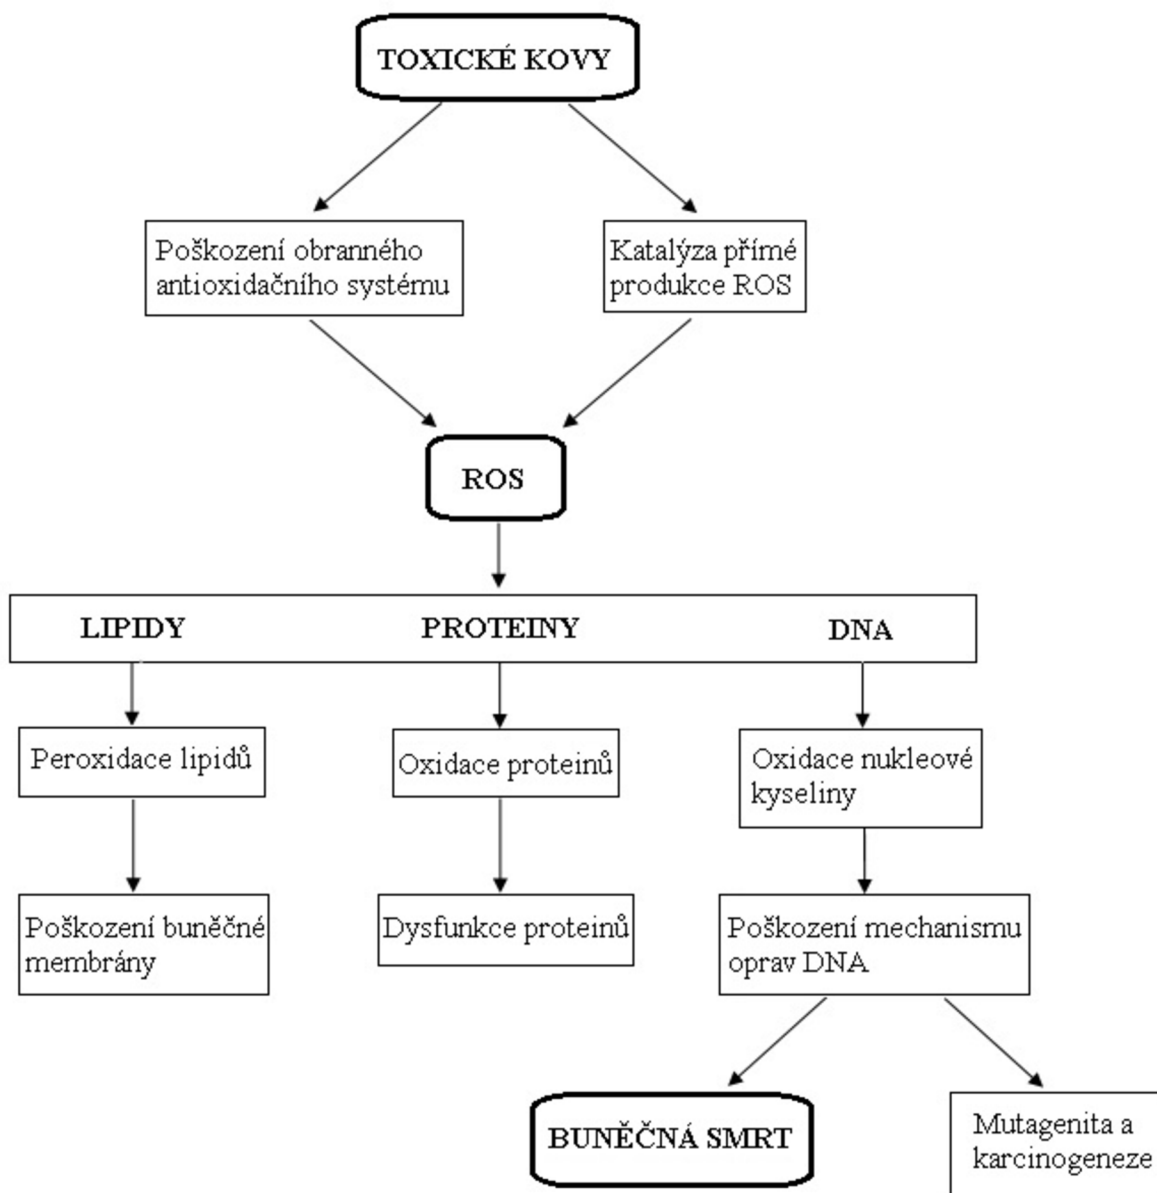 TOXICKÉ KOVY
Poškození obranného
antioxidačního systému
Katalýza přímé
produkce ROS
ROS
LIPIDY
PROTEINY
DNA
Peroxidace lipidů
Oxidace proteinů
Oxidace nukleové
kyseliny
Poškození buněčné
membrány
Dysfunkce proteinů
Poškození mechanismu
oprav DNA
BUNĚČNÁ SMRT
Mutagenita a
karcinogeneze